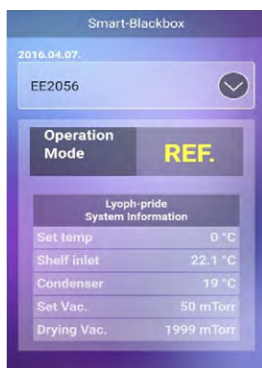 Smart-Blackbox
2016.04.07.
EE2056
Operation
Mode
REF.
Lyoph-pride
System Information
Set temp 0 °C
Shelf inlet 22.1 °C
Condenser 19 °C
Set Vac. 50 mTorr
Drying Vac. 1999 mTorr